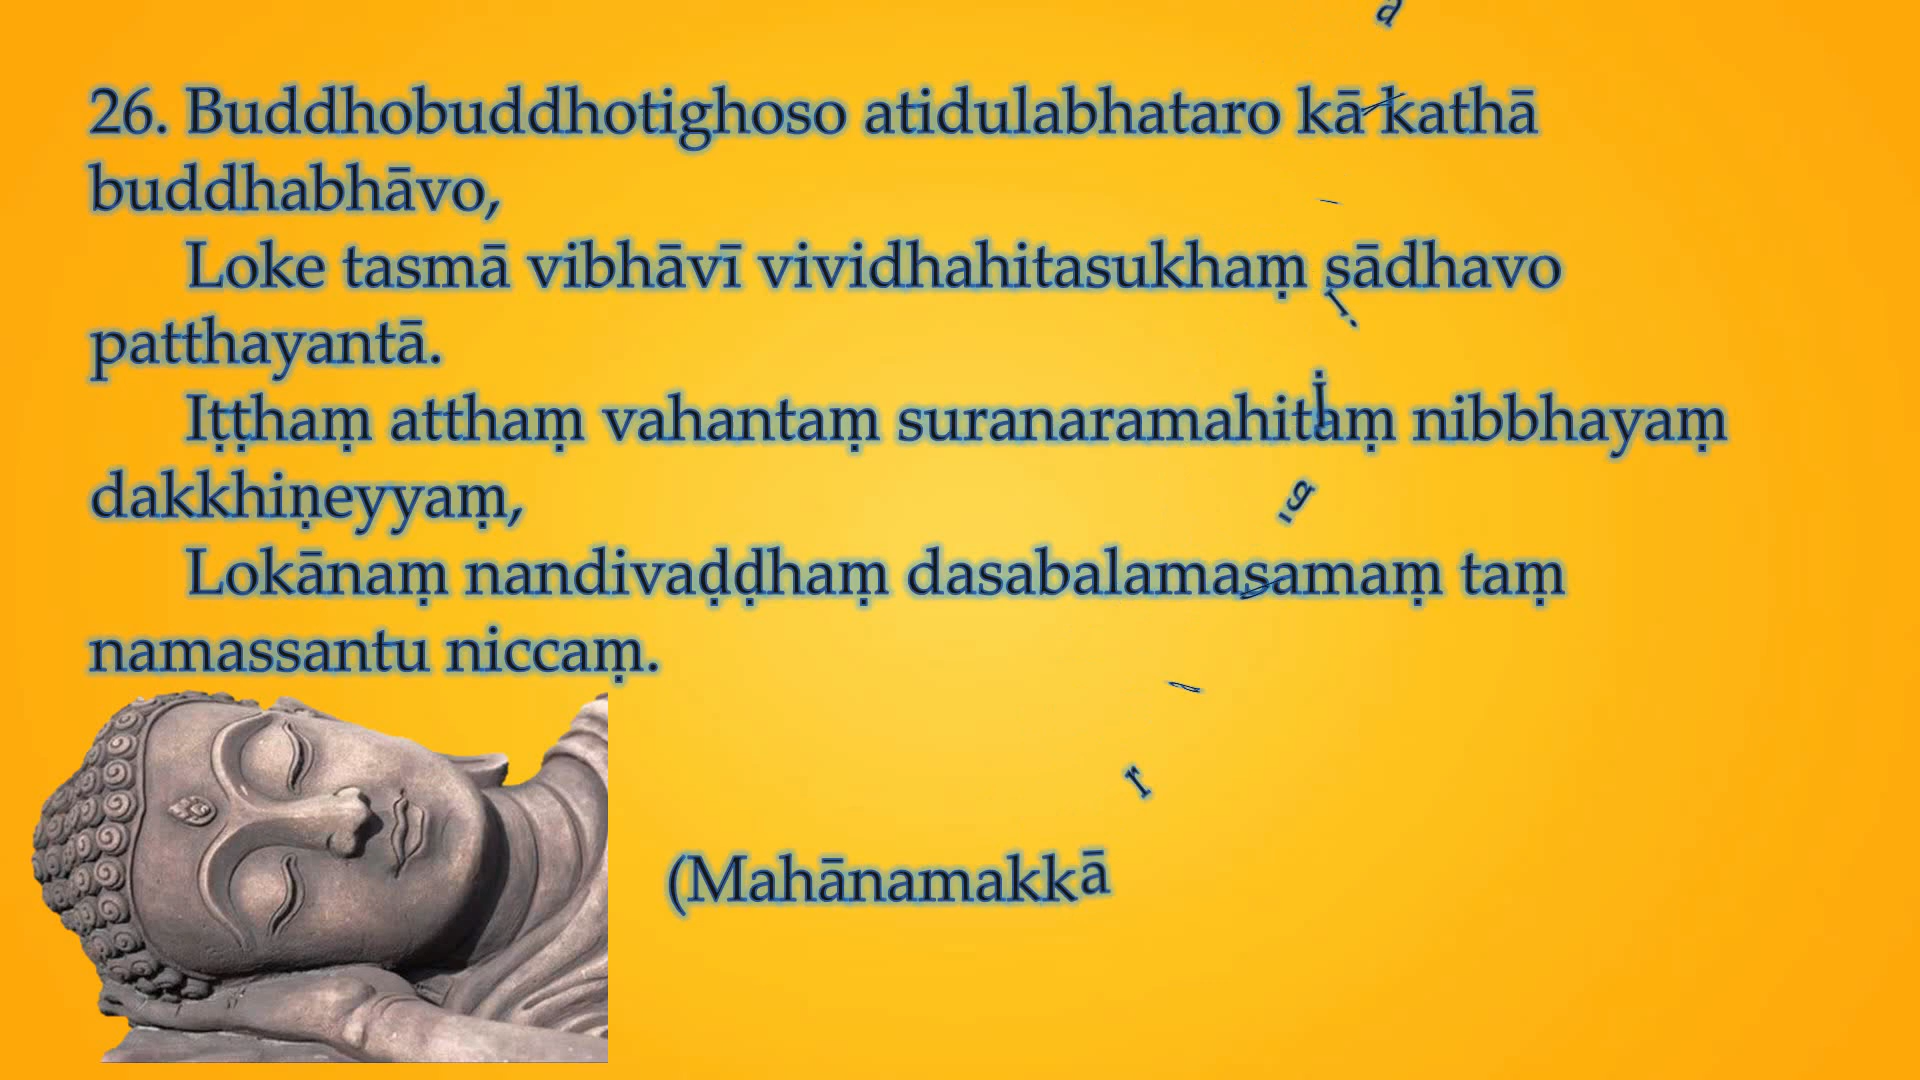 26. Buddhobuddhotighoso atidulabhataro kā kathā
buddhabhāvo,
Loke tasmā vibhāvī vividhahitasukhaṃ sādhavo
patthayantā.
Iṭṭhaṃ atthaṃ vahantaṃ suranaramahitaṃ nibbhayaṃ
dakkhiṇeyyaṃ,
Lokānaṃ nandivaḍḍhaṃ dasabalamasamaṃ taṃ
namassantu niccaṃ.
(Mahānamakkā